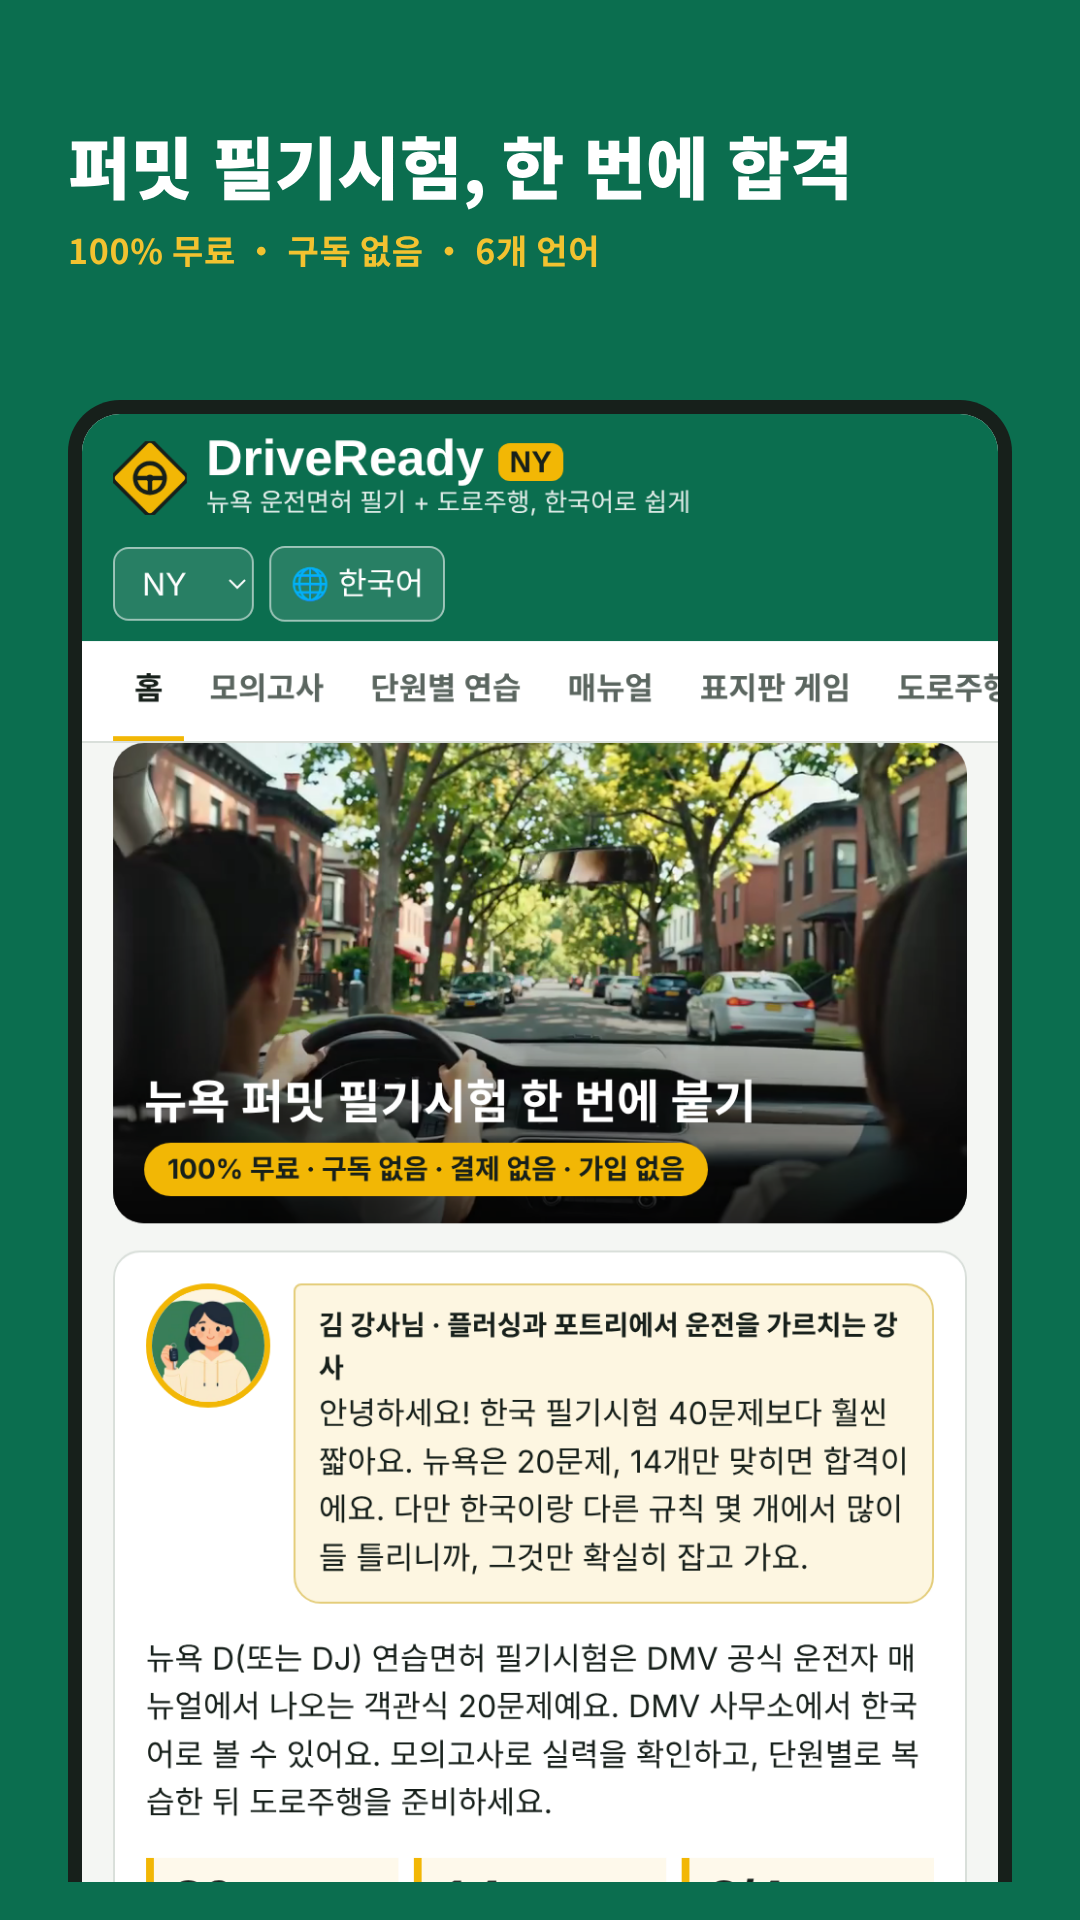 퍼밋 필기시험, 한 번에 합격
100% 무료 • 구독 없음 • 6개 언어
DriveReady NY
뉴욕 운전면허 필기 + 도로주행, 한국어로 쉽게
NY
한국어
홈 모의고사 단원별 연습 매뉴얼 표지판 게임 도로주행
뉴욕 퍼밋 필기시험 한 번에 붙기
100% 무료 · 구독 없음 · 결제 없음 · 가입 없음
김 강사님 · 플러싱과 포트리에서 운전을 가르치는 강
사
안녕하세요! 한국 필기시험 40문제보다 훨씬
짧아요. 뉴욕은 20문제, 14개만 맞히면 합격이
에요. 다만 한국이랑 다른 규칙 몇 개에서 많이
들 틀리니까, 그것만 확실히 잡고 가요.
뉴욕 D(또는 DJ) 연습면허 필기시험은 DMV 공식 운전자 매
뉴얼에서 나오는 객관식 20문제예요. DMV 사무소에서 한국
어로 볼 수 있어요. 모의고사로 실력을 확인하고, 단원별로 복
습한 뒤 도로주행을 준비하세요.